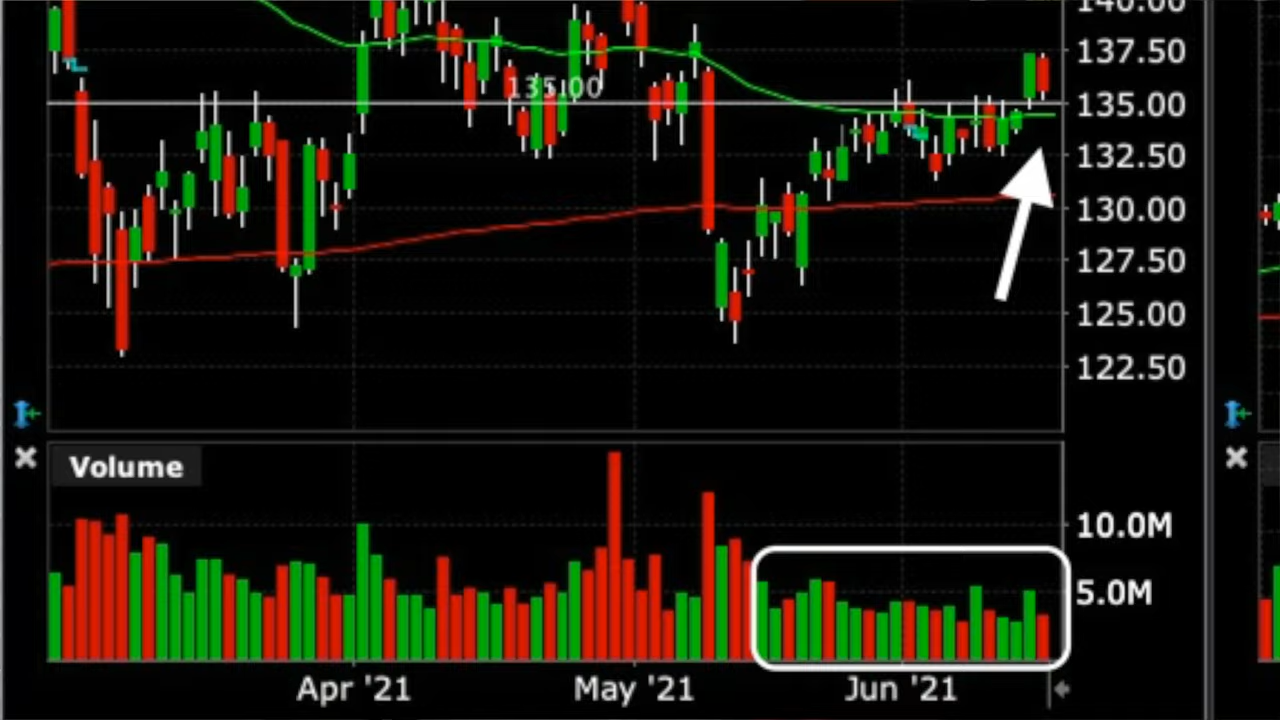 140.00
137.50
135.00
135.00
132.50
130.00
127.50
125.00
122.50
Volume
10.0M
5.0M
Apr '21
May '21
Jun '21